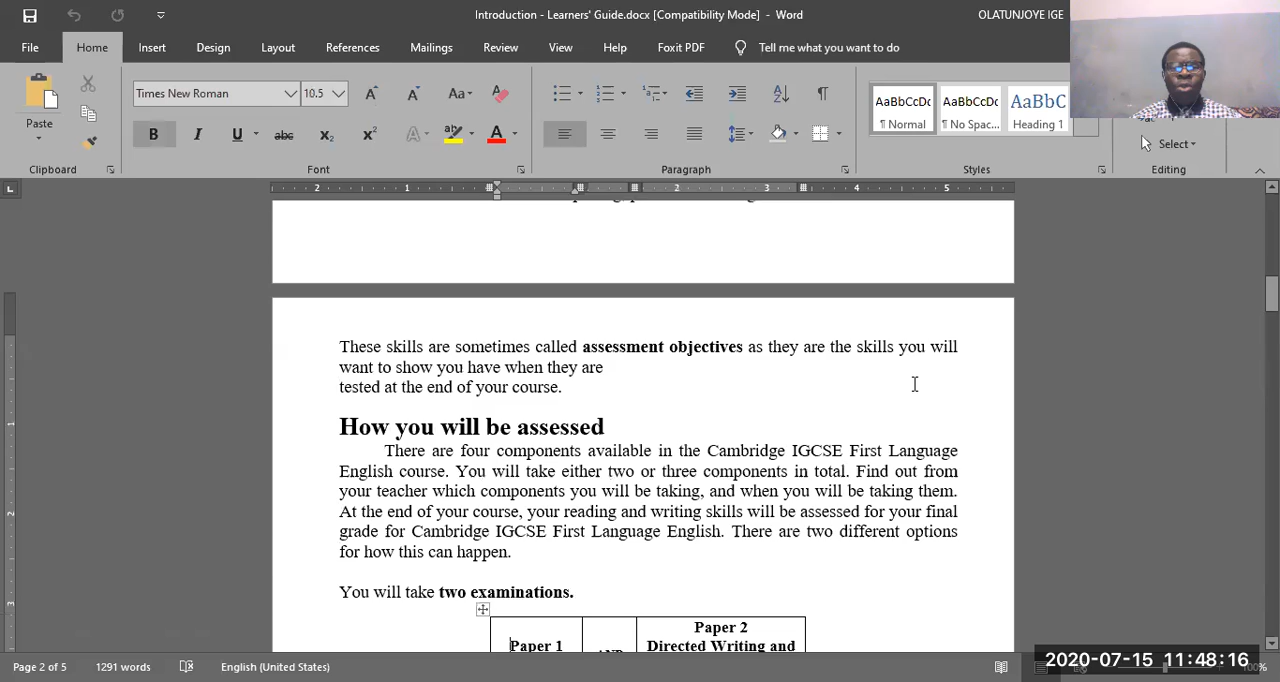 Introduction - Learners' Guide.docx [Compatibility Mode] - Word
OLATUNJOYE IGE
File Home Insert Design Layout References Mailings Review View Help Foxit PDF Tell me what you want to do
Times New Roman 10.5
Paste
AaBbCcDc AaBbCcDc AaBbC
¶ Normal ¶ No Spac... Heading 1
Select
Clipboard Font Paragraph Styles Editing
These skills are sometimes called assessment objectives as they are the skills you will
want to show you have when they are
tested at the end of your course.
How you will be assessed
There are four components available in the Cambridge IGCSE First Language
English course. You will take either two or three components in total. Find out from
your teacher which components you will be taking, and when you will be taking them.
At the end of your course, your reading and writing skills will be assessed for your final
grade for Cambridge IGCSE First Language English. There are two different options
for how this can happen.
You will take two examinations.
Paper 2
Paper 1 Directed Writing and
Page 2 of 5 1291 words English (United States)
2020-07-15 11:48:16